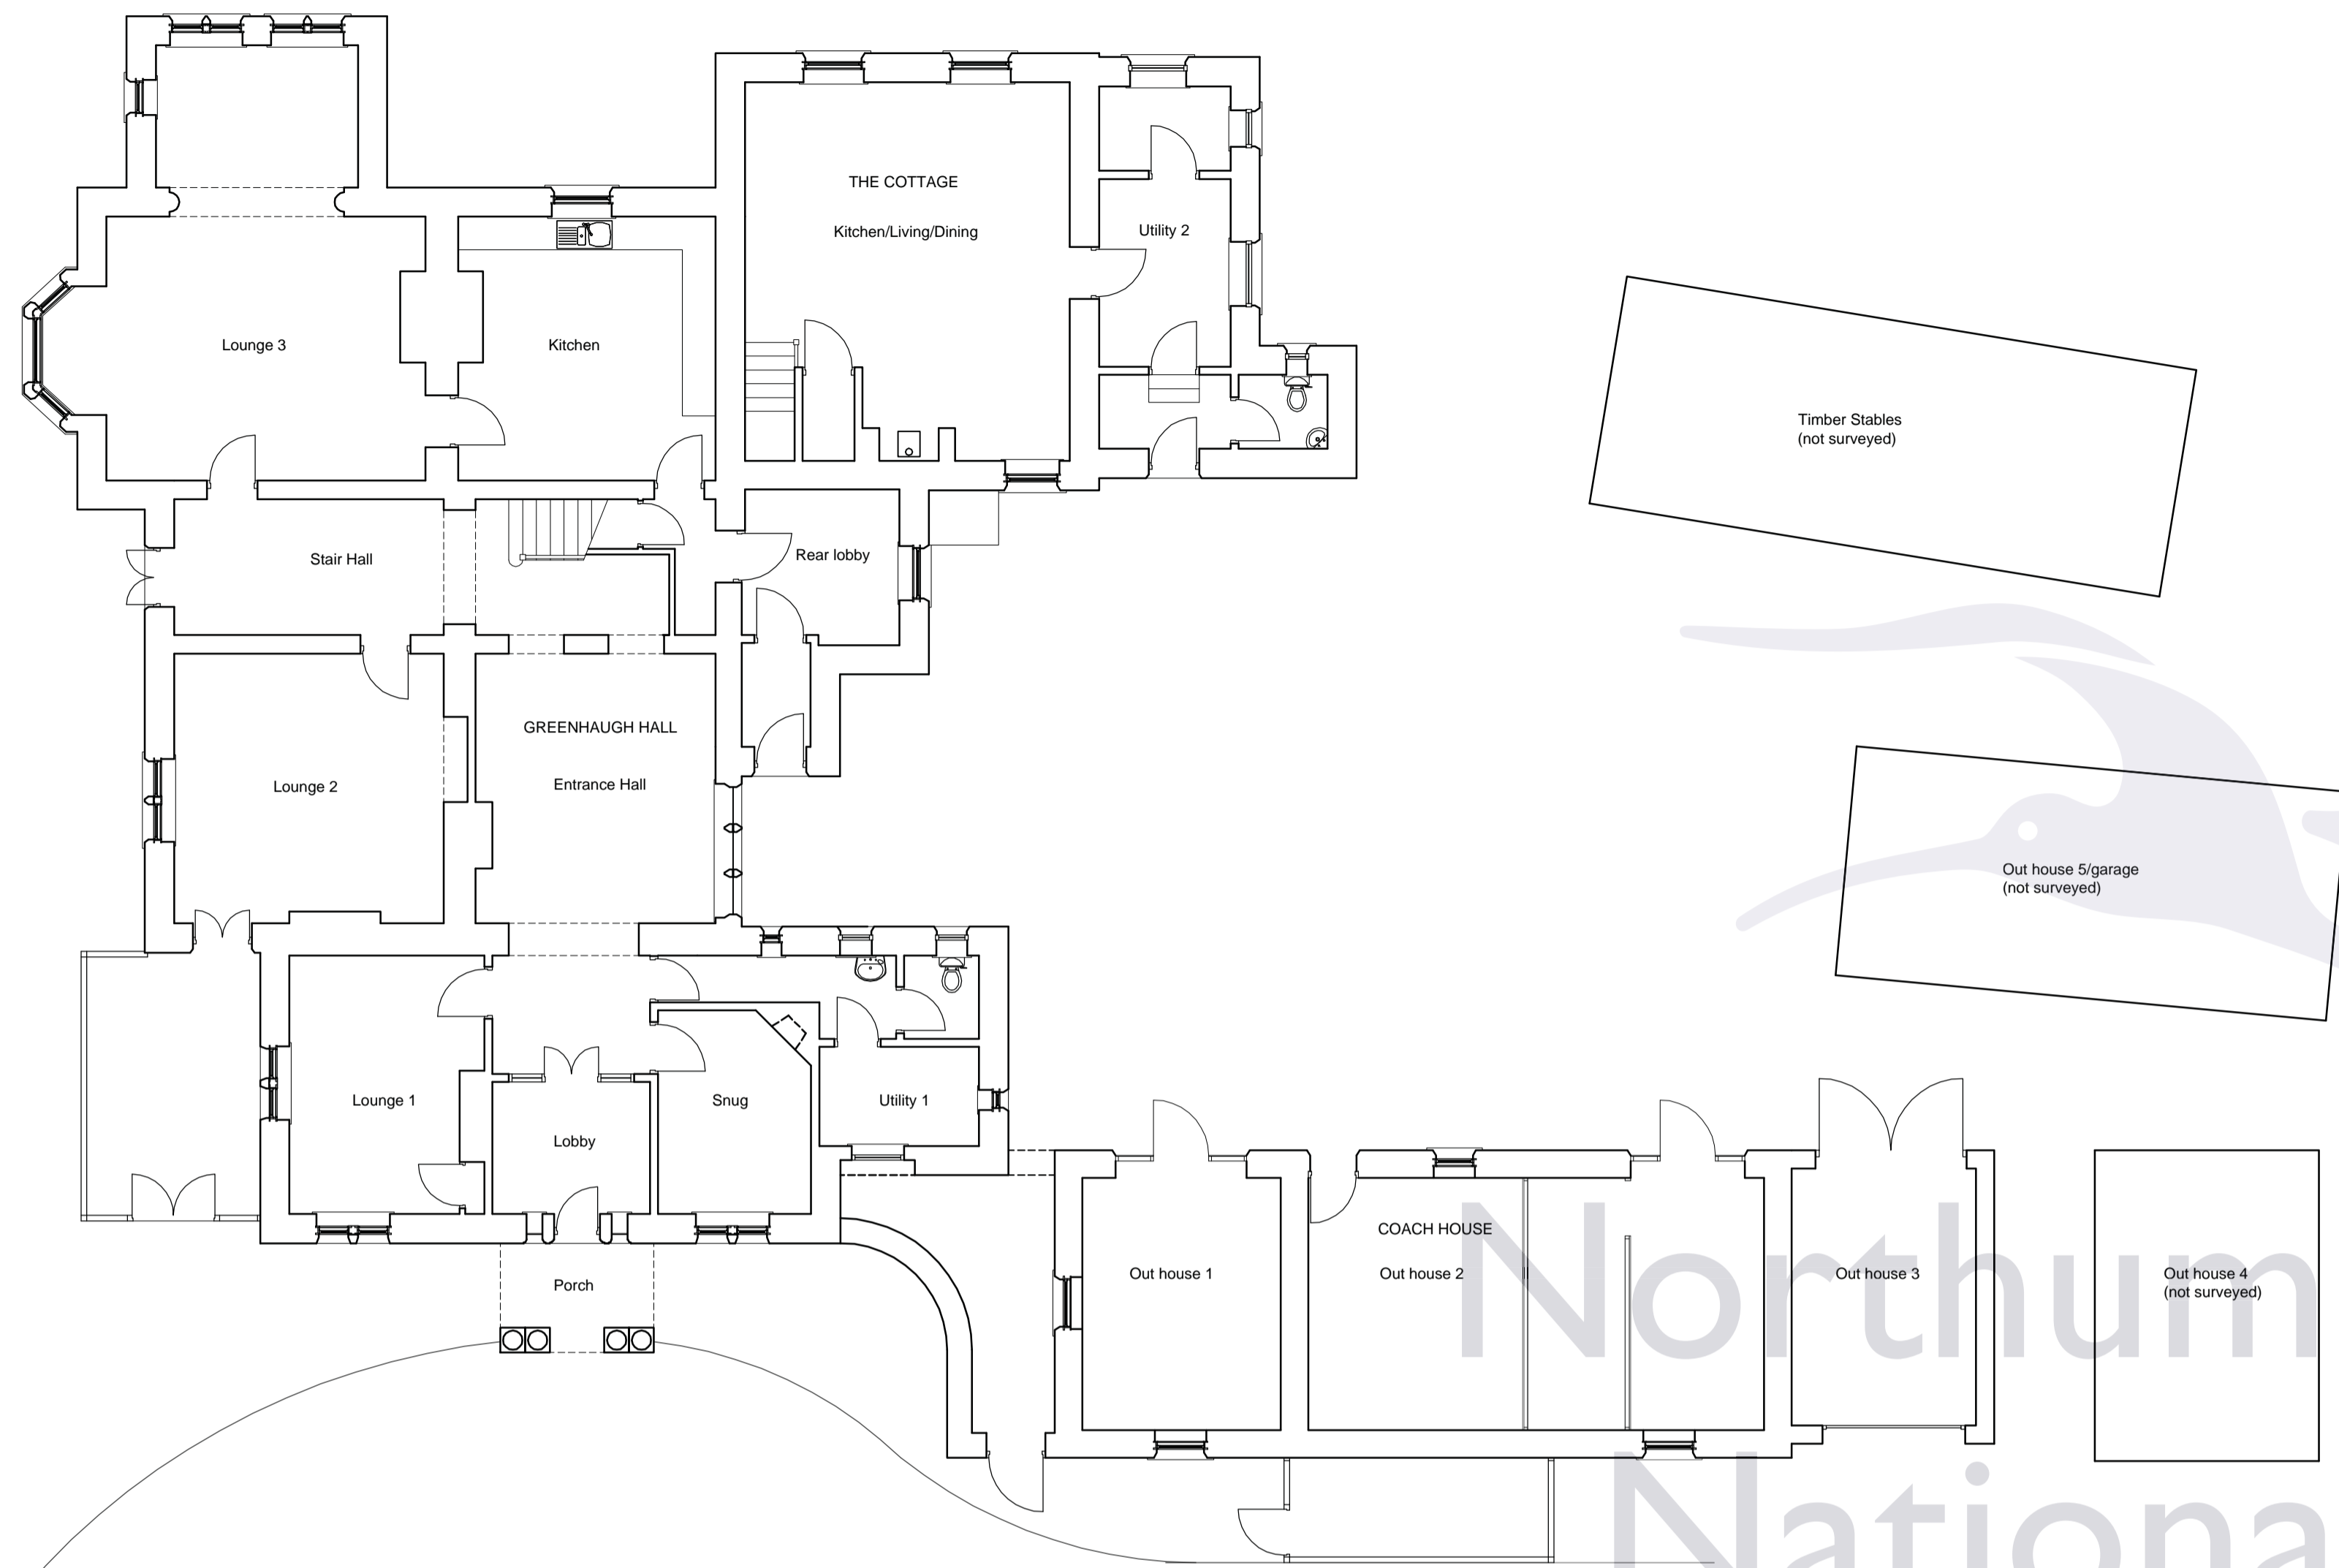 THE COTTAGE
Kitchen/Living/Dining
Utility 2
Lounge 3
Kitchen
Timber Stables
(not surveyed)
Stair Hall
Rear lobby
GREENHAUGH HALL
Entrance Hall
Lounge 2
Out house 5/garage
(not surveyed)
Lounge 1
Lobby
Snug
Utility 1
Porch
Out house 1
COACH HOUSE
Out house 2
Out house 3
Out house 4
(not surveyed)
Northum
Nationa